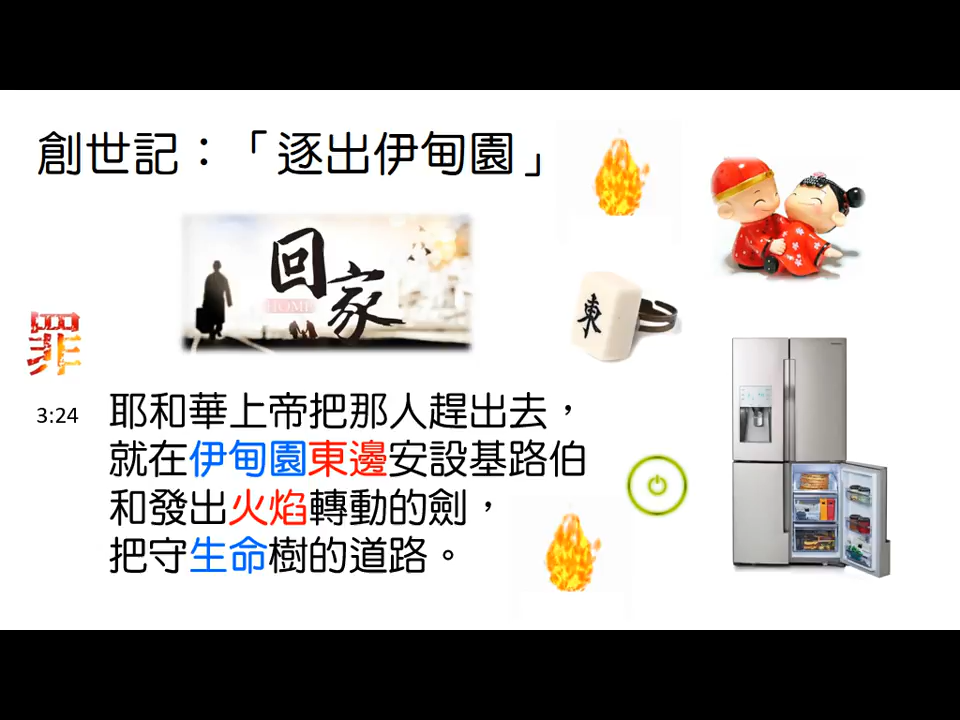 創世記：「逐出伊甸園」
回家
HOME
東
罪
3:24 耶和華上帝把那人趕出去，
就在伊甸園東邊安設基路伯
和發出火焰轉動的劍，
把守生命樹的道路。